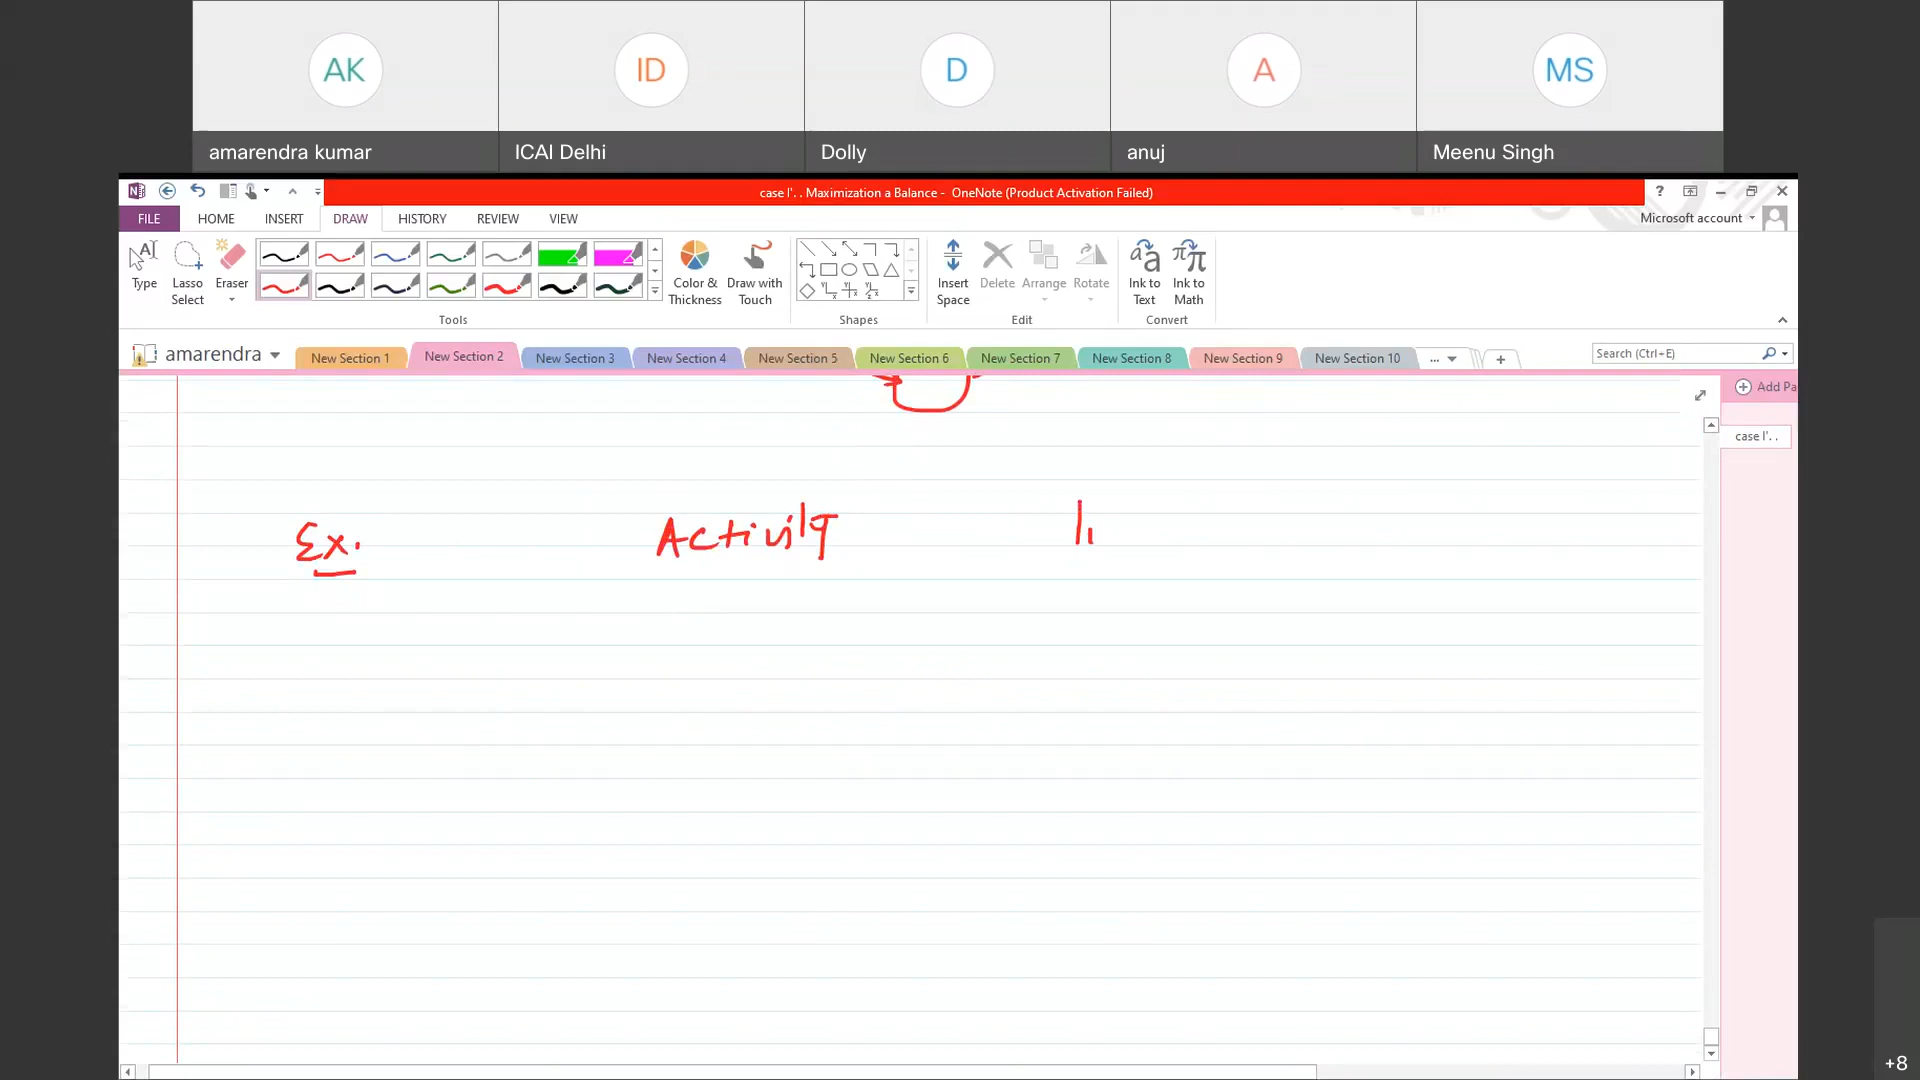 AK
ID
D
A
MS
amarendra kumar
ICAI Delhi
Dolly
anuj
Meenu Singh
case I'. . Maximization a Balance - OneNote (Product Activation Failed)
?
FILE
HOME
INSERT
DRAW
HISTORY
REVIEW
VIEW
Microsoft account
Type
Lasso Select
Eraser
Color & Thickness
Draw with Touch
Insert Space
Delete
Arrange
Rotate
Ink to Text
Ink to Math
Tools
Shapes
Edit
Convert
amarendra
New Section 1
New Section 2
New Section 3
New Section 4
New Section 5
New Section 6
New Section 7
New Section 8
New Section 9
New Section 10
...
Search (Ctrl+E)
Add Pa
case I'. .
Ex. Activity
+8